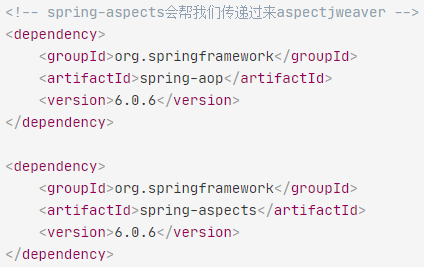 <!-- spring-aspects会帮我们传递过来aspectjweaver -->
<dependency>
    <groupId>org.springframework</groupId>
    <artifactId>spring-aop</artifactId>
    <version>6.0.6</version>
</dependency>

<dependency>
    <groupId>org.springframework</groupId>
    <artifactId>spring-aspects</artifactId>
    <version>6.0.6</version>
</dependency>